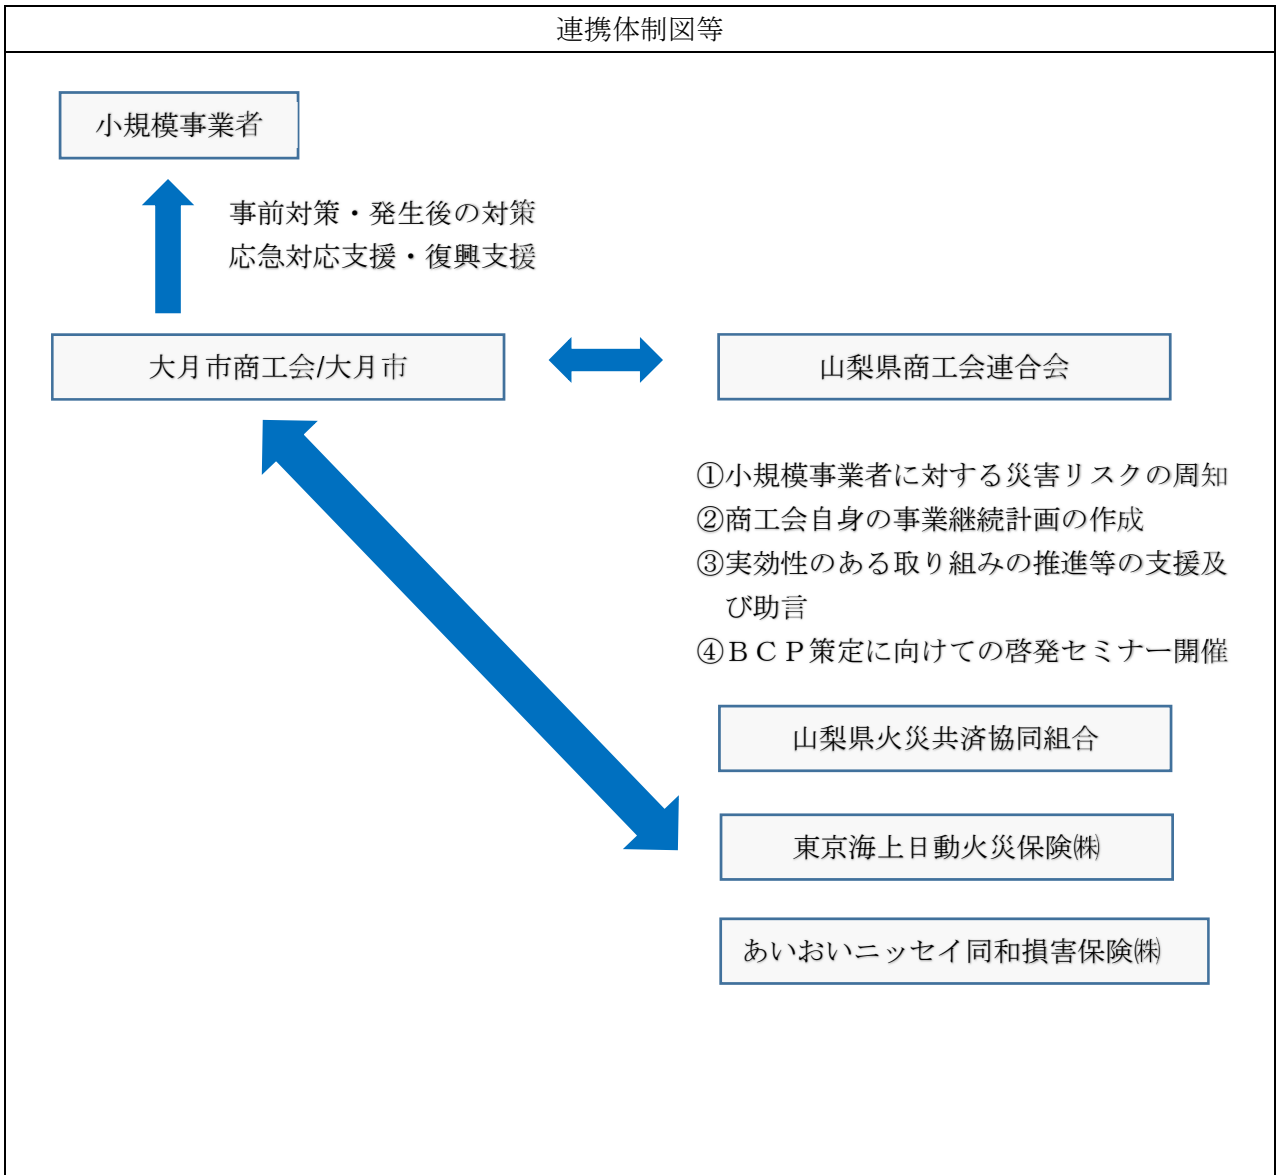 連携体制図等
小規模事業者
事前対策・発生後の対策
応急対応支援・復興支援
大月市商工会/大月市
山梨県商工会連合会
①小規模事業者に対する災害リスクの周知
②商工会自身の事業継続計画の作成
③実効性のある取り組みの推進等の支援及
び助言
④ＢＣＰ策定に向けての啓発セミナー開催
山梨県火災共済協同組合
東京海上日動火災保険㈱
あいおいニッセイ同和損害保険㈱